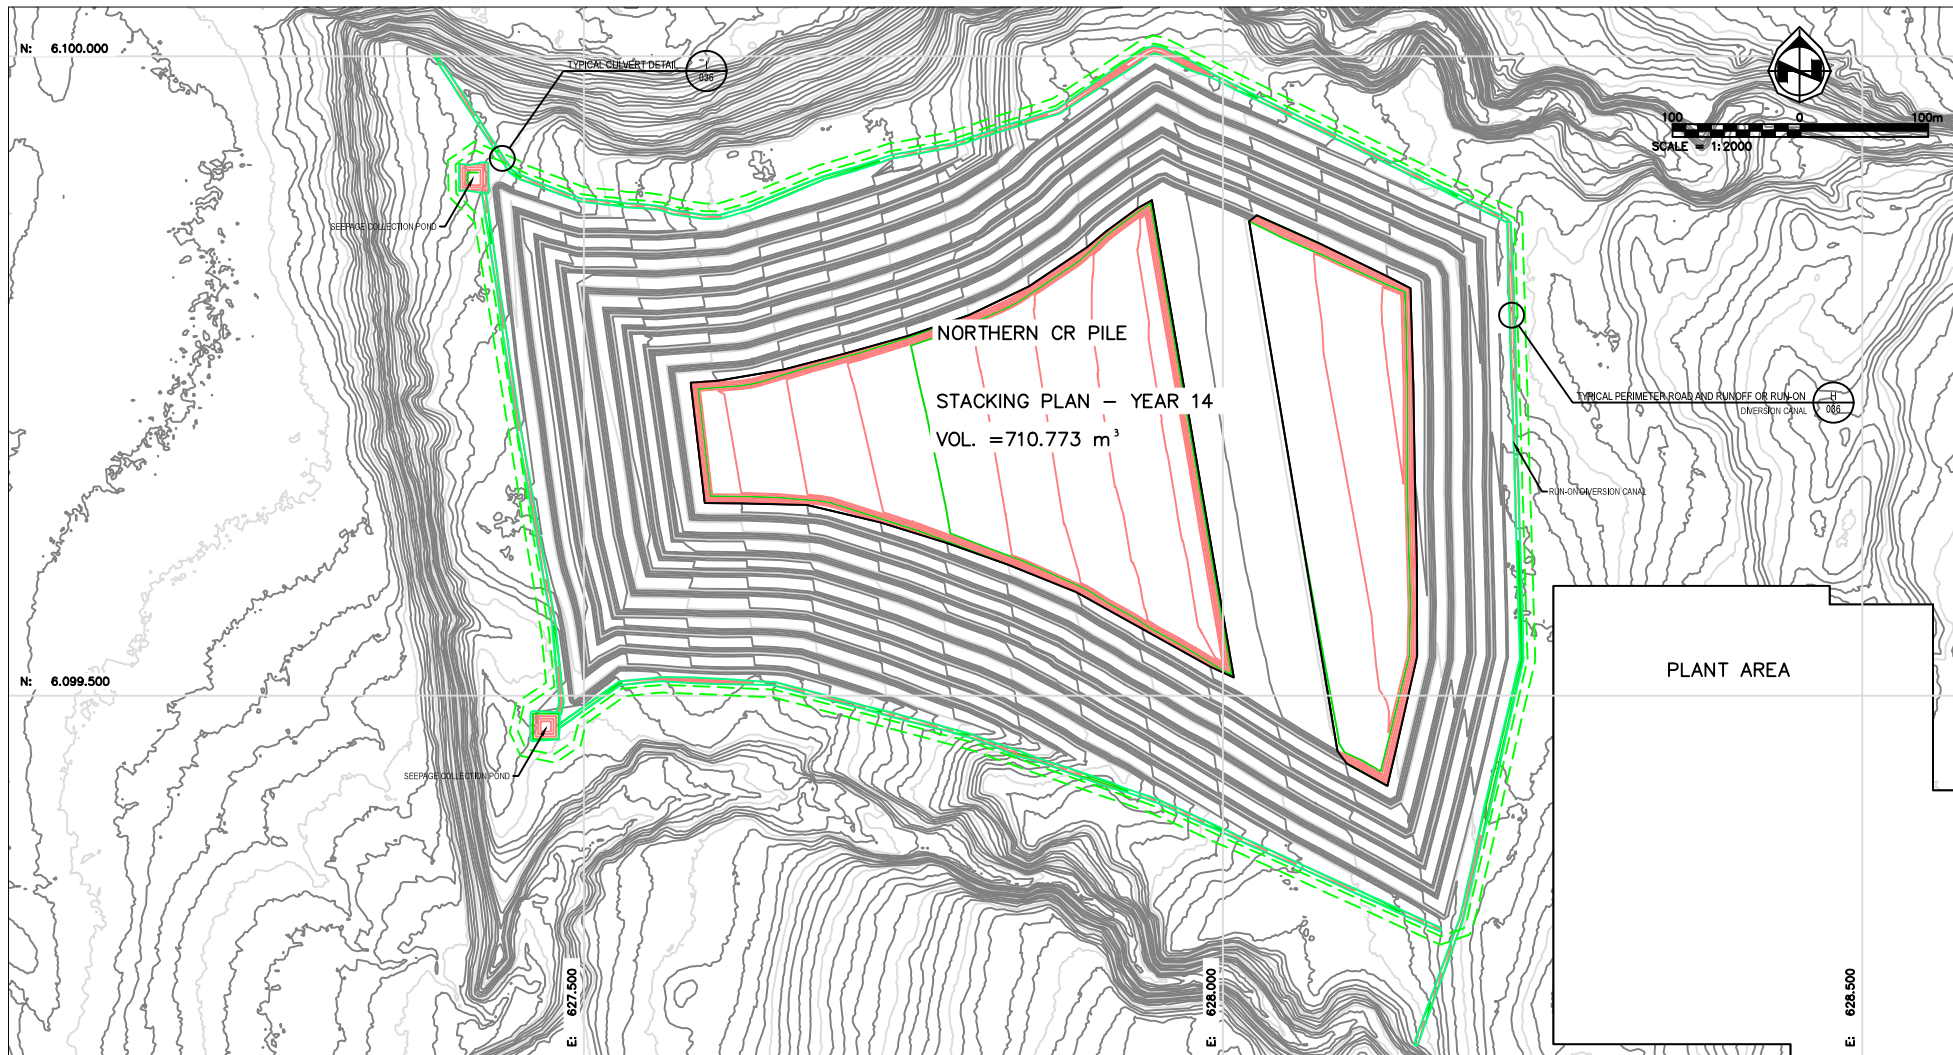 N: 6.100.000
TYPICAL CULVERT DETAIL
036
100 0 100m
SCALE = 1:2000
SEEPAGE COLLECTION POND
NORTHERN CR PILE
STACKING PLAN – YEAR 14
VOL. =710.773 m³
TYPICAL PERIMETER ROAD AND RUNOFF OR RUN-ON
DIVERSION CANAL
H
036
RUN-ON DIVERSION CANAL
PLANT AREA
N: 6.099.500
SEEPAGE COLLECTION POND
E: 627.500
E: 628.000
E: 628.500